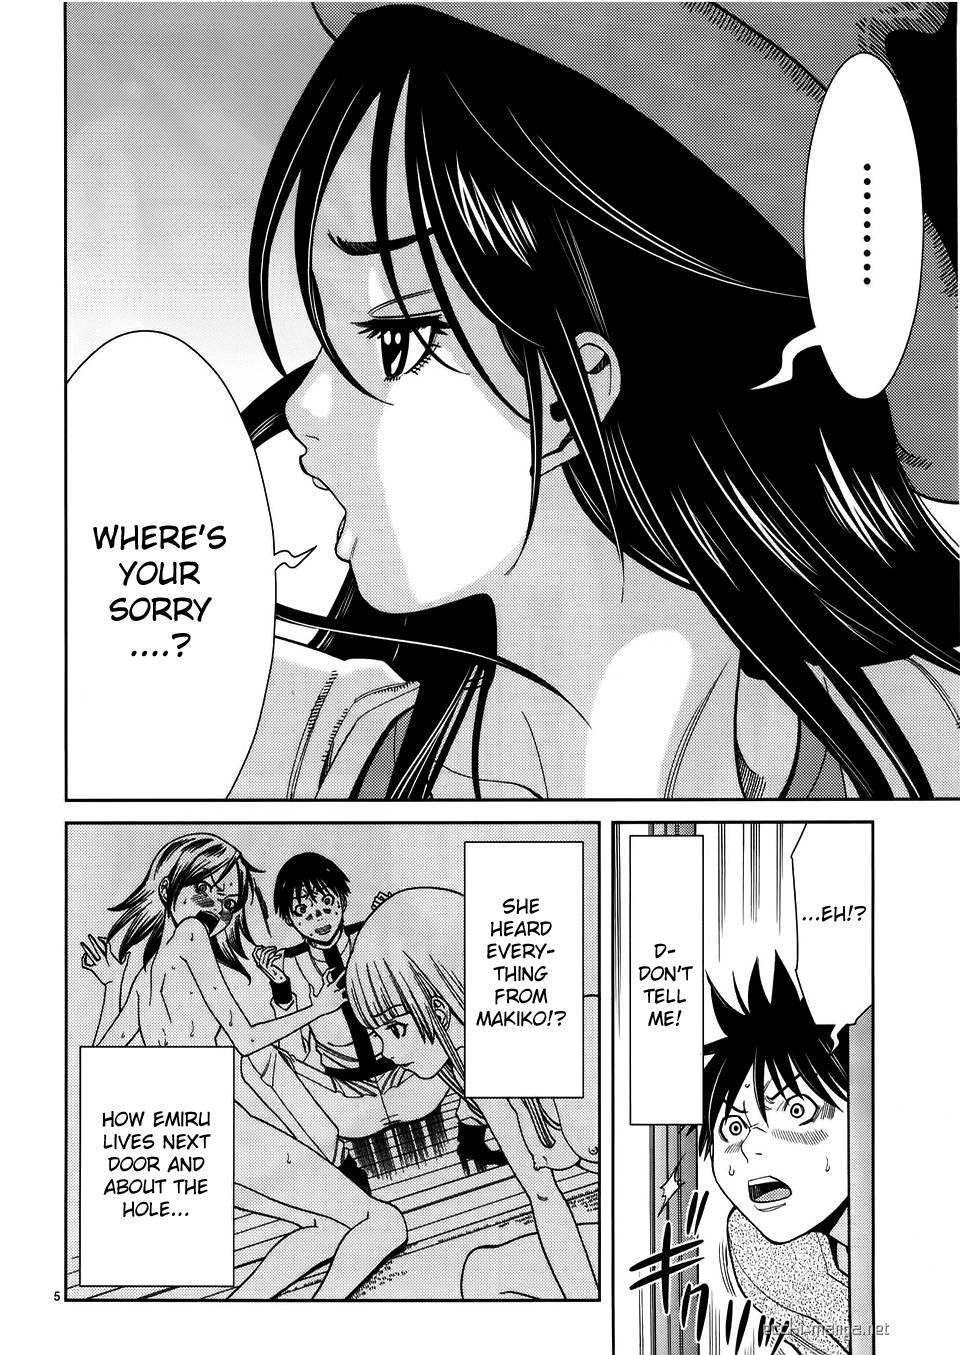 .........
WHERE'S
YOUR
SORRY
....?
...EH!?
D-
DON'T
TELL
ME!
SHE
HEARD
EVERY-
THING
FROM
MAKIKO!?
HOW EMIRU
LIVES NEXT
DOOR AND
ABOUT THE
HOLE...
5